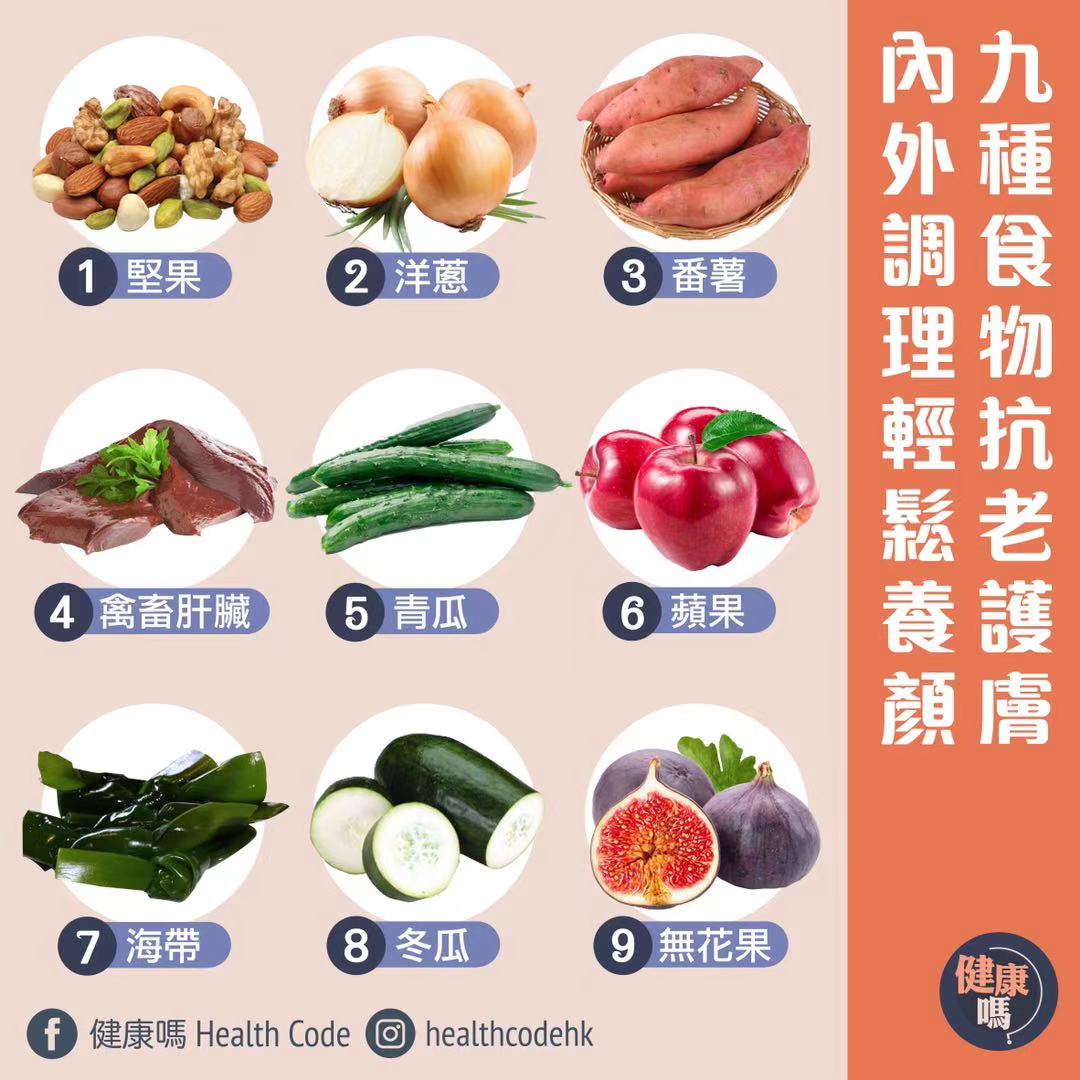 九種食物抗老護膚
內外調理輕鬆養顏
1 堅果
2 洋蔥
3 番薯
4 禽畜肝臟
5 青瓜
6 蘋果
7 海帶
8 冬瓜
9 無花果
健康嗎 Health Code
healthcodehk
健康
嗎